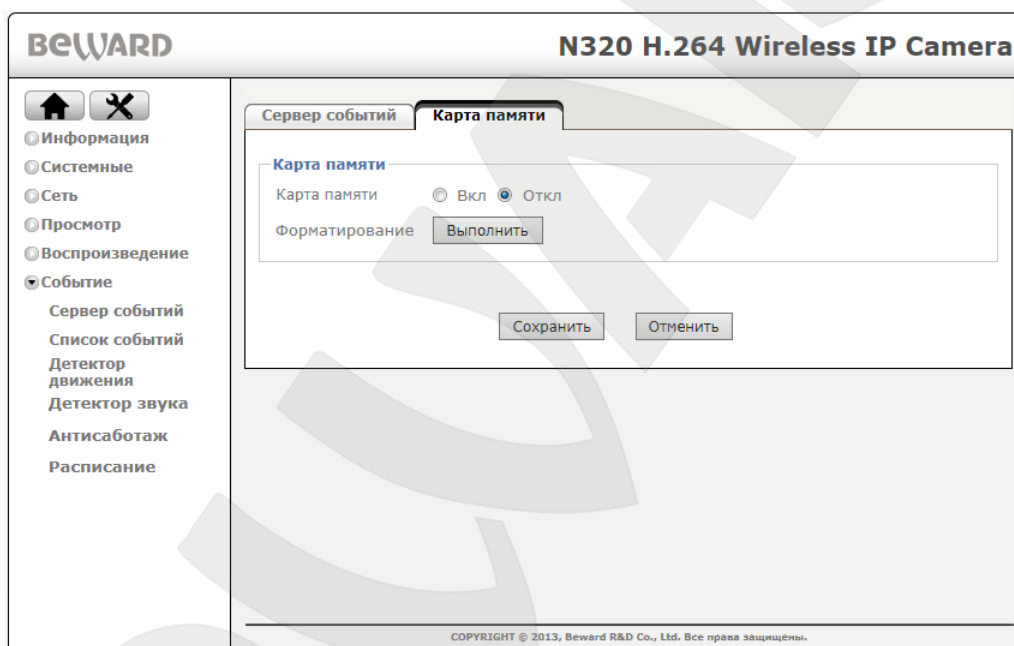 BEWARD
N320 H.264 Wireless IP Camera
Информация
Системные
Сеть
Просмотр
Воспроизведение
Событие
Сервер событий
Список событий
Детектор
движения
Детектор звука
Антисаботаж
Расписание
Сервер событий Карта памяти
Карта памяти
Карта памяти Вкл Откл
Форматирование Выполнить
Сохранить Отменить
COPYRIGHT © 2013, Beward R&D Co., Ltd. Все права защищены.